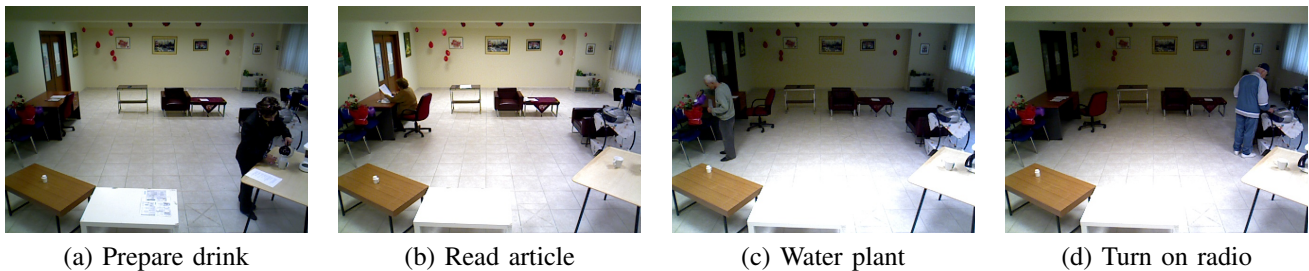 (a) Prepare drink
(b) Read article
(c) Water plant
(d) Turn on radio